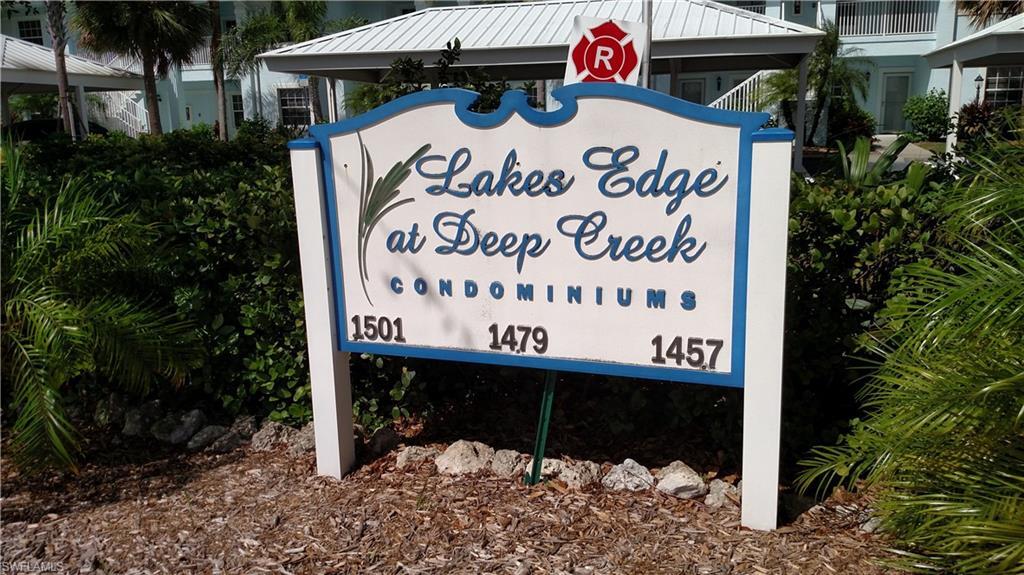 R
Lakes Edge
at Deep Creek
CONDOMINIUMS
1501 1479 1457
SWFLAMLS